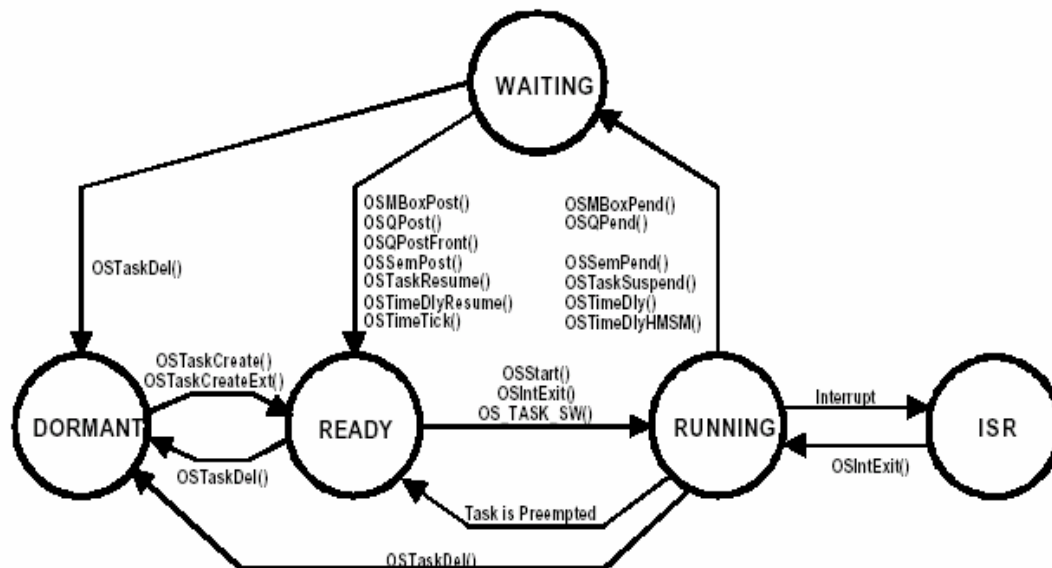 WAITING
OSMBoxPost()
OSQPost()
OSQPostFront()
OSSemPost()
OSTaskResume()
OSTimeDlyResume()
OSTimeTick()
OSMBoxPend()
OSQPend()
OSSemPend()
OSTaskSuspend()
OSTimeDly()
OSTimeDlyHMSM()
OSTaskDel()
OSTaskCreate()
OSTaskCreateExt()
OSStart()
OSIntExit()
OS_TASK_SW()
Interrupt
DORMANT
READY
RUNNING
ISR
OSIntExit()
OSTaskDel()
Task is Preempted
OSTaskDel()